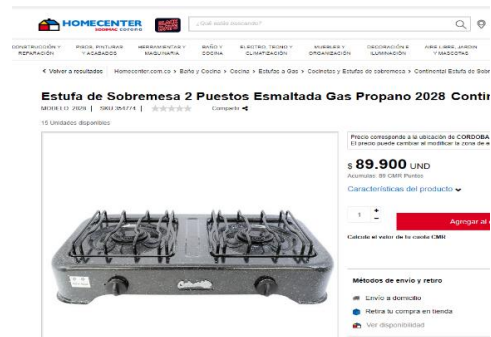 HOMECENTER
SODIMAC corona
¿Qué estás buscando?
CONSTRUCCIÓN Y REPARACIÓN
PISOS, PINTURAS Y ACABADOS
HERRAMIENTAS Y MAQUINARIA
BAÑO Y COCINA
ELECTRO, TECNO Y CLIMATIZACIÓN
MUEBLES Y ORGANIZACIÓN
DECORACIÓN E ILUMINACIÓN
AIRE LIBRE, JARDÍN Y MASCOTAS
Volver a resultados | Homecenter.com.co > Baño y Cocina > Cocina > Estufas a Gas > Cocinetas y Estufas de sobremesa > Continental Estufa de Sobr
Estufa de Sobremesa 2 Puestos Esmaltada Gas Propano 2028 Contin
MODELO 2028 | SKU 354774 | Compartir
15 Unidades disponibles
Precio corresponde a la ubicación de CORDOBA
El precio puede cambiar al modificar la zona de e
$ 89.900 UND
Acumulas: 89 CMR Puntos
Características del producto
1 + -
Agregar al c
Calcula el valor de tu cuota CMR
Métodos de envío y retiro
Envío a domicilio
Retira tu compra en tienda
Ver disponibilidad